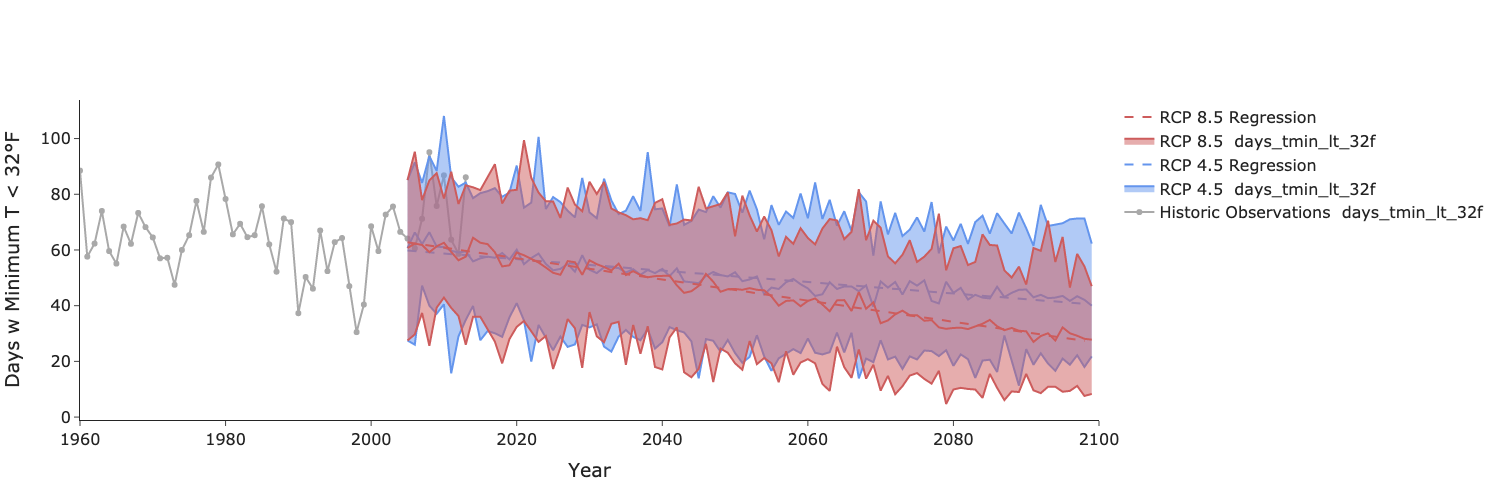 RCP 8.5 Regression
RCP 8.5 days_tmin_lt_32f
RCP 4.5 Regression
RCP 4.5 days_tmin_lt_32f
Historic Observations days_tmin_lt_32f
Days w Minimum T < 32°F
100
80
60
40
20
0
1960 1980 2000 2020 2040 2060 2080 2100
Year